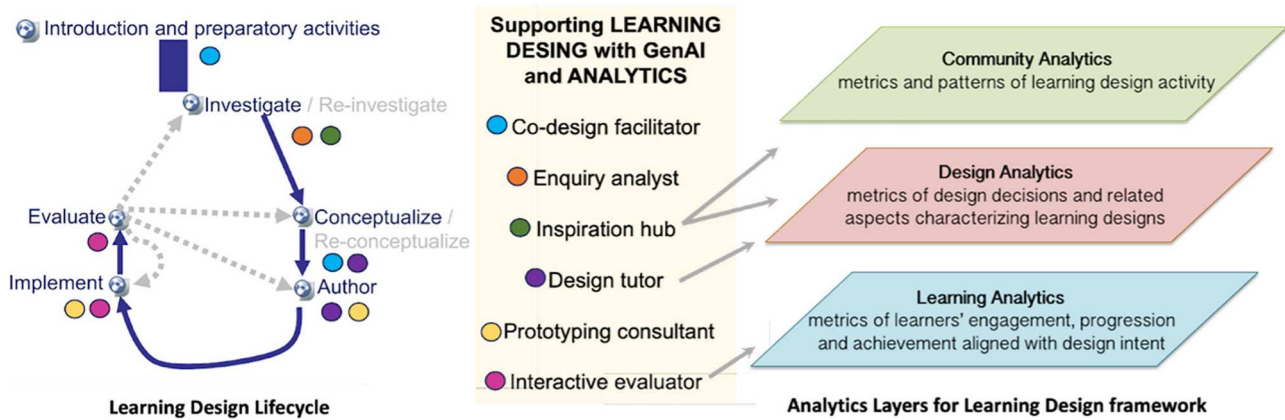 Introduction and preparatory activities
Investigate / Re-investigate
Evaluate
Conceptualize /
Re-conceptualize
Implement
Author
Learning Design Lifecycle
Supporting LEARNING
DESING with GenAI
and ANALYTICS
Co-design facilitator
Enquiry analyst
Inspiration hub
Design tutor
Prototyping consultant
Interactive evaluator
Community Analytics
metrics and patterns of learning design activity
Design Analytics
metrics of design decisions and related
aspects characterizing learning designs
Learning Analytics
metrics of learners' engagement, progression
and achievement aligned with design intent
Analytics Layers for Learning Design framework